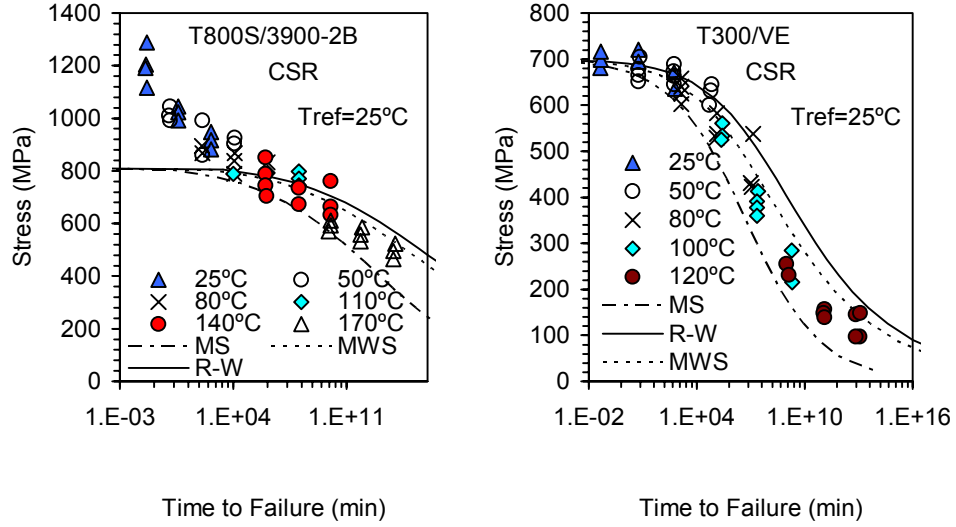 T800S/3900-2B
CSR
Tref=25ºC
Stress (MPa)
1400
1200
1000
800
600
400
200
0
25ºC
50ºC
80ºC
110ºC
140ºC
170ºC
MS
MWS
R-W
1.E-03
1.E+04
1.E+11
Time to Failure (min)
T300/VE
CSR
Tref=25ºC
Stress (MPa)
800
700
600
500
400
300
200
100
0
25ºC
50ºC
80ºC
100ºC
120ºC
MS
R-W
MWS
1.E-02
1.E+04
1.E+10
1.E+16
Time to Failure (min)